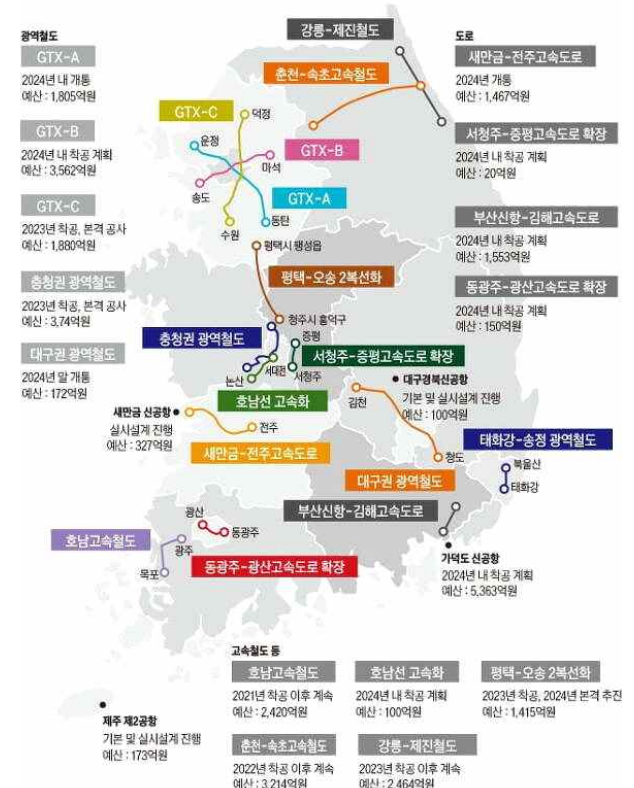 광역철도
GTX-A
2024년 내 개통
예산 : 1,805억원
GTX-B
2024년 내 착공 계획
예산 : 3,562억원
GTX-C
2023년 착공, 본격 공사
예산 : 1,880억원
충청권 광역철도
2023년 착공, 본격 공사
예산 : 3,74억원
대구권 광역철도
2024년 말 개통
예산 : 172억원
도로
새만금-전주고속도로
2024년 개통
예산 : 1,467억원
서청주-증평고속도로 확장
2024년 내 착공 계획
예산 : 20억원
부산신항-김해고속도로
2024년 내 착공 계획
예산 : 1,553억원
동광주-광산고속도로 확장
2024년 내 착공 계획
예산 : 150억원
강릉-제진철도
춘천-속초고속철도
GTX-C
덕정
운정
GTX-B
마석
송도
GTX-A
동탄
수원
평택시 팽성읍
평택-오송 2복선화
청주시 흥덕구
충청권 광역철도
증평
서대전
서청주
서청주-증평고속도로 확장
논산
호남선 고속화
대구경북신공항
기본 및 실시설계 진행
예산 : 100억원
김천
새만금 신공항
실시설계 진행
예산 : 327억원
전주
새만금-전주고속도로
태화강-송정 광역철도
청도
북울산
태화강
대구권 광역철도
부산신항-김해고속도로
광산
동광주
호남고속철도
광주
목포
동광주-광산고속도로 확장
가덕도 신공항
2024년 내 착공 계획
예산 : 5,363억원
제주 제2공항
기본 및 실시설계 진행
예산 : 173억원
고속철도 등
호남고속철도
2021년 착공 이후 계속
예산 : 2,420억원
호남선 고속화
2024년 내 착공 계획
예산 : 100억원
평택-오송 2복선화
2023년 착공, 2024년 본격 추진
예산 : 1,415억원
춘천-속초고속철도
2022년 착공 이후 계속
예산 : 3,214억원
강릉-제진철도
2023년 착공 이후 계속
예산 : 2,464억원